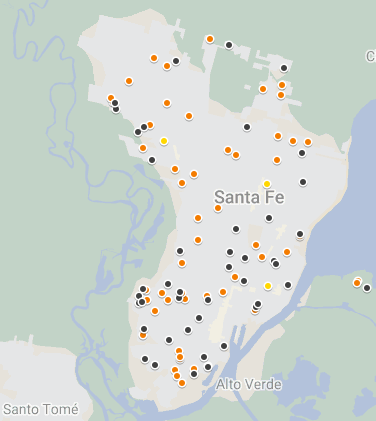 C
Santa Fe
Alto Verde
Santo Tomé